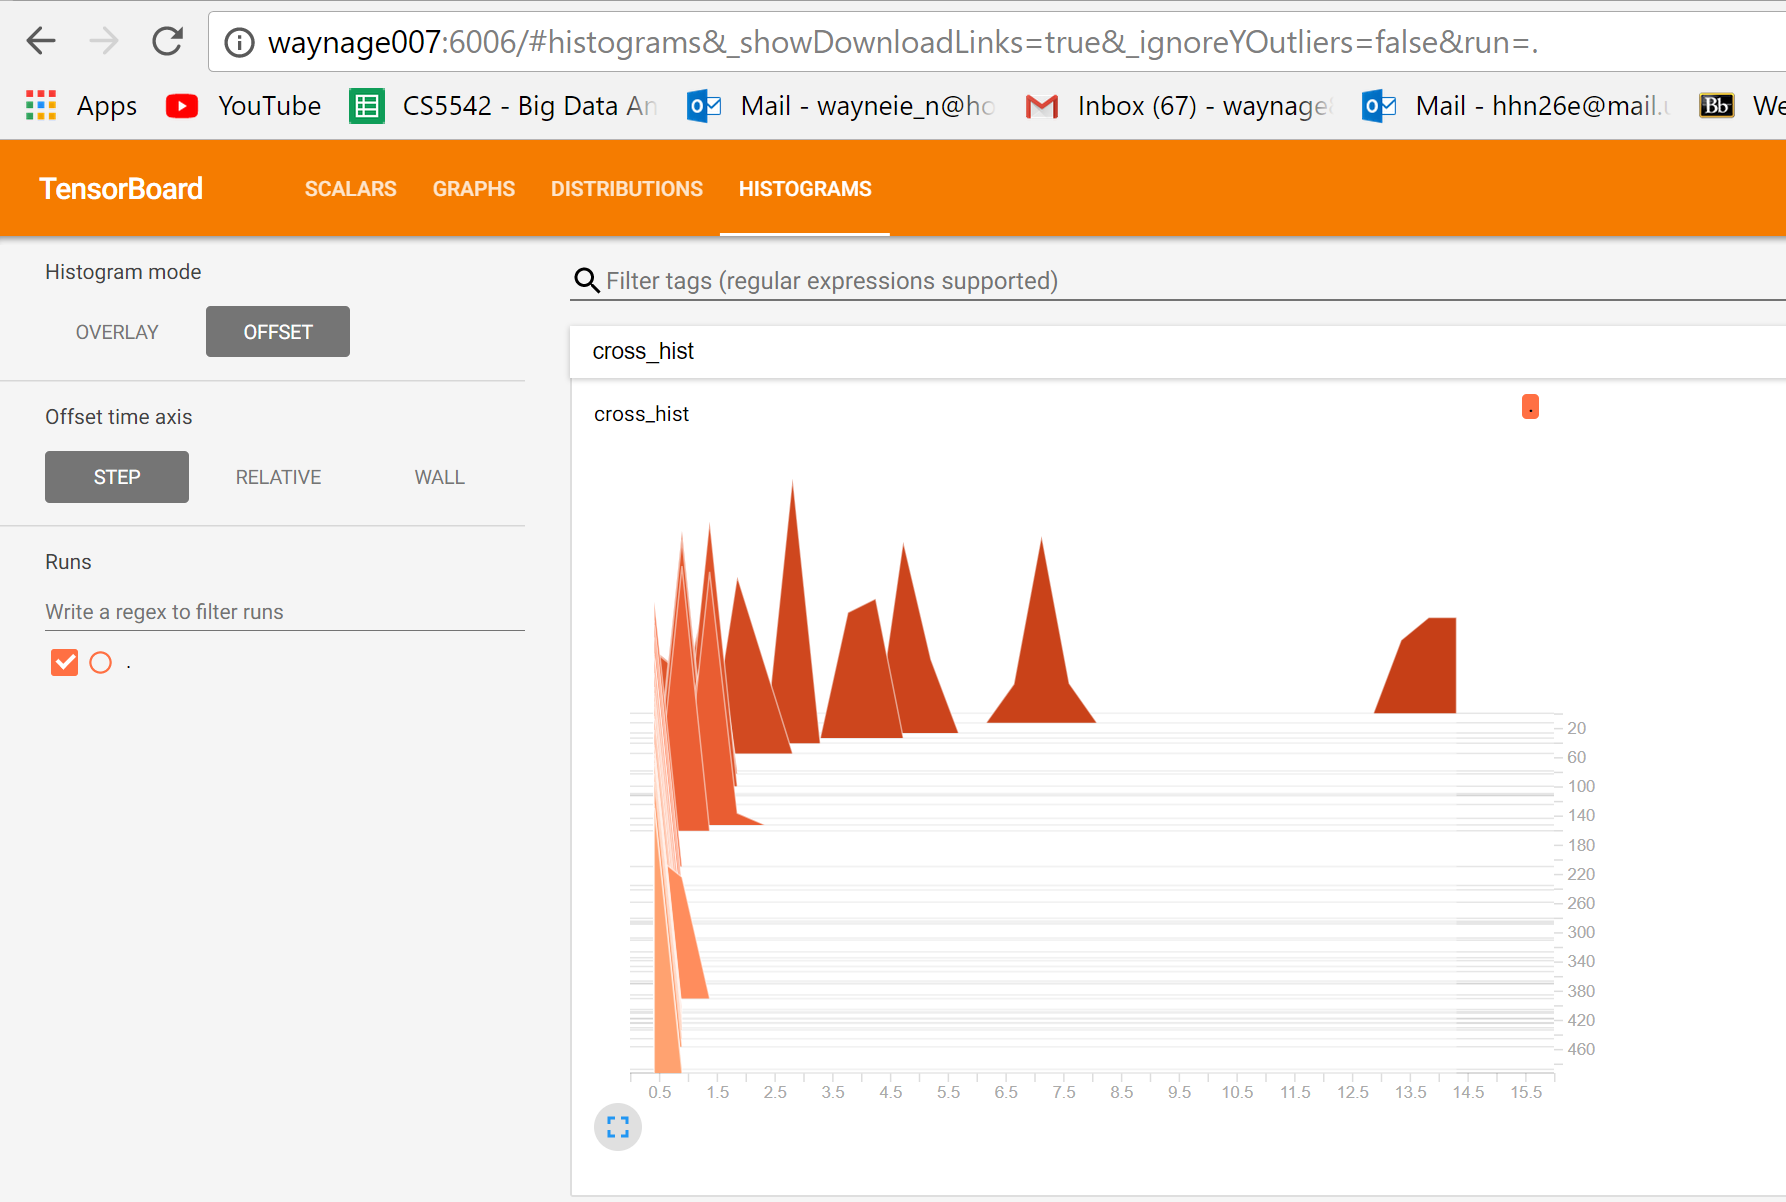 waynage007:6006/#histograms&_showDownloadLinks=true&_ignoreYOutliers=false&run=.
Apps YouTube CS5542 - Big Data An Mail - wayneie_n@ho Inbox (67) - waynage Mail - hhn26e@mail. Bb We
TensorBoard SCALARS GRAPHS DISTRIBUTIONS HISTOGRAMS
Histogram mode
OVERLAY OFFSET
Offset time axis
STEP RELATIVE WALL
Runs
Write a regex to filter runs
.
Filter tags (regular expressions supported)
cross_hist
cross_hist
.
20
60
100
140
180
220
260
300
340
380
420
460
0.5 1.5 2.5 3.5 4.5 5.5 6.5 7.5 8.5 9.5 10.5 11.5 12.5 13.5 14.5 15.5